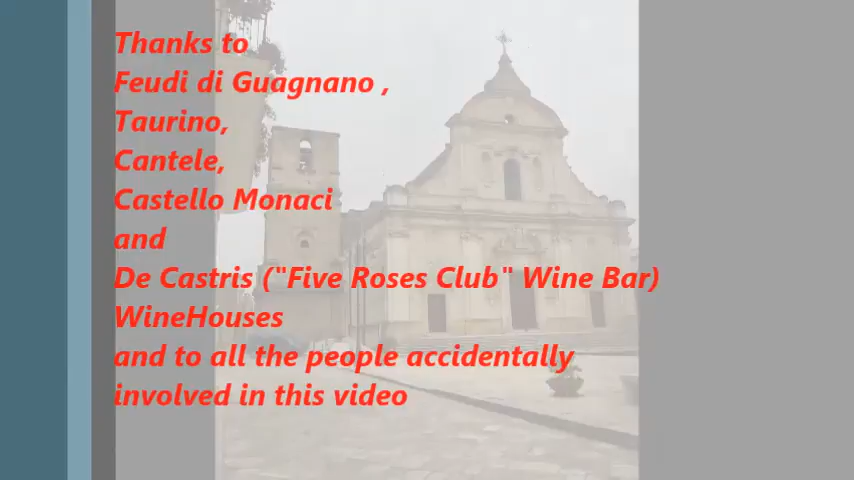 Thanks to
Feudi di Guagnano ,
Taurino,
Cantele,
Castello Monaci
and
De Castris ("Five Roses Club" Wine Bar)
WineHouses
and to all the people accidentally
involved in this video